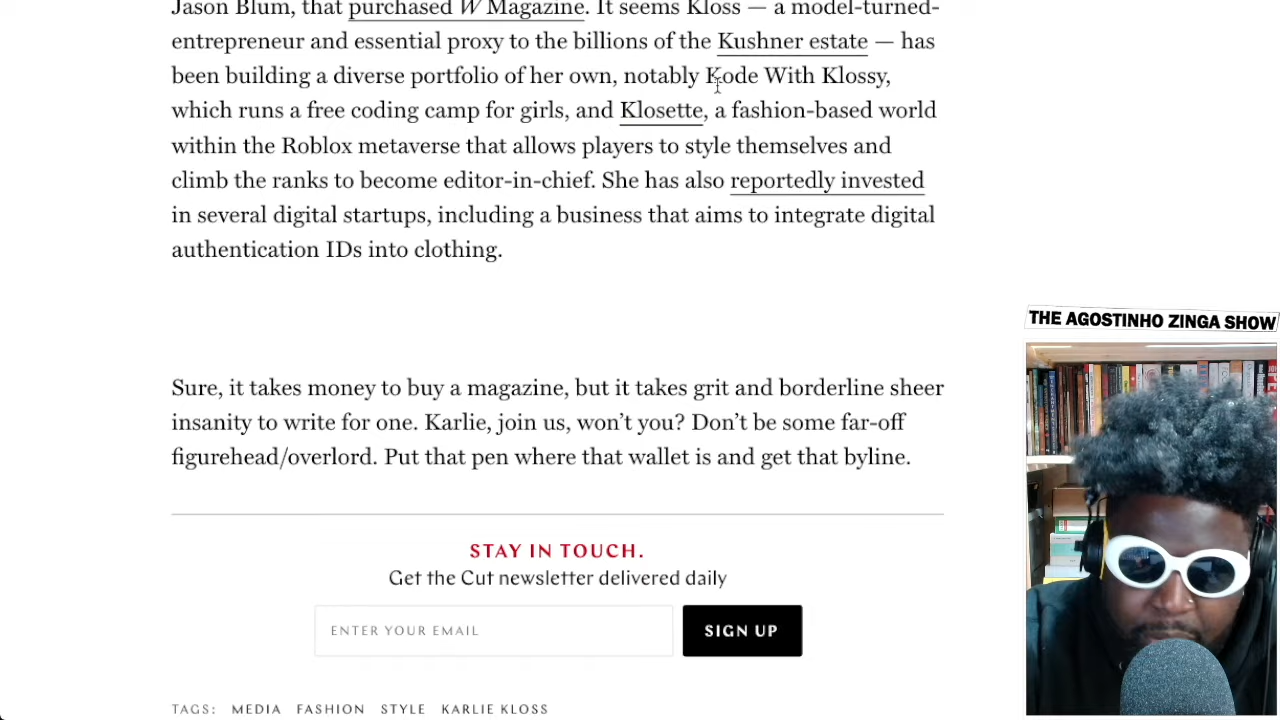 Jason Blum, that purchased W Magazine. It seems Kloss — a model-turned-
entrepreneur and essential proxy to the billions of the Kushner estate — has
been building a diverse portfolio of her own, notably Kode With Klossy,
which runs a free coding camp for girls, and Klosette, a fashion-based world
within the Roblox metaverse that allows players to style themselves and
climb the ranks to become editor-in-chief. She has also reportedly invested
in several digital startups, including a business that aims to integrate digital
authentication IDs into clothing.
Sure, it takes money to buy a magazine, but it takes grit and borderline sheer
insanity to write for one. Karlie, join us, won’t you? Don’t be some far-off
figurehead/overlord. Put that pen where that wallet is and get that byline.
STAY IN TOUCH.
Get the Cut newsletter delivered daily
ENTER YOUR EMAIL
SIGN UP
TAGS: MEDIA FASHION STYLE KARLIE KLOSS
THE AGOSTINHO ZINGA SHOW